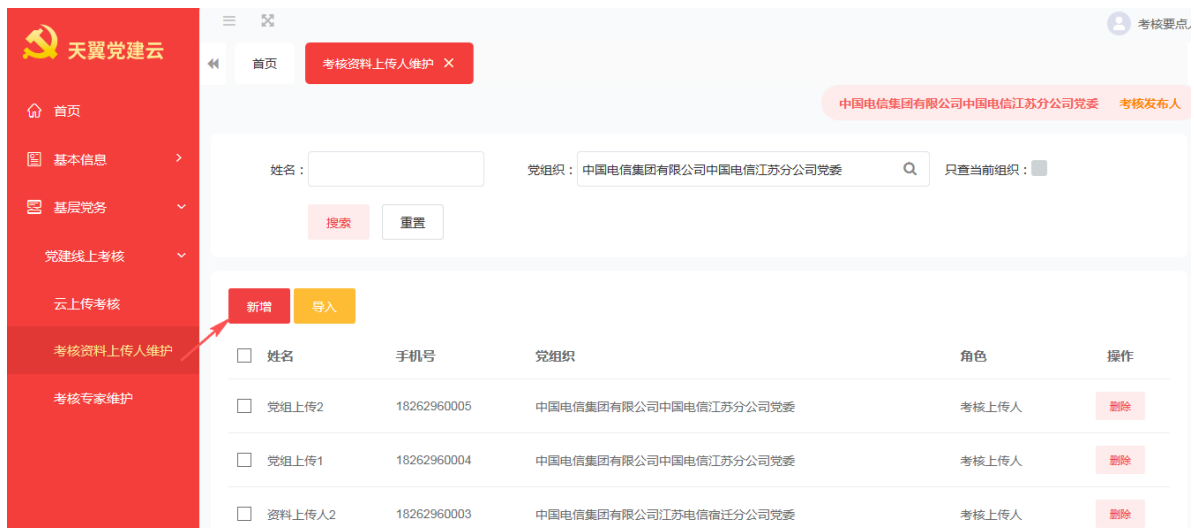 天翼党建云
首页
基本信息
基层党务
党建线上考核
云上传考核
考核资料上传人维护
考核专家维护
考核要点
首页 考核资料上传人维护
中国电信集团有限公司中国电信江苏分公司党委 考核发布人
姓名: 党组织: 中国电信集团有限公司中国电信江苏分公司党委 只查当前组织:
搜索 重置
新增 导入
姓名 手机号 党组织 角色 操作
党组上传2 18262960005 中国电信集团有限公司中国电信江苏分公司党委 考核上传人 删除
党组上传1 18262960004 中国电信集团有限公司中国电信江苏分公司党委 考核上传人 删除
资料上传人2 18262960003 中国电信集团有限公司江苏电信宿迁分公司党委 考核上传人 删除